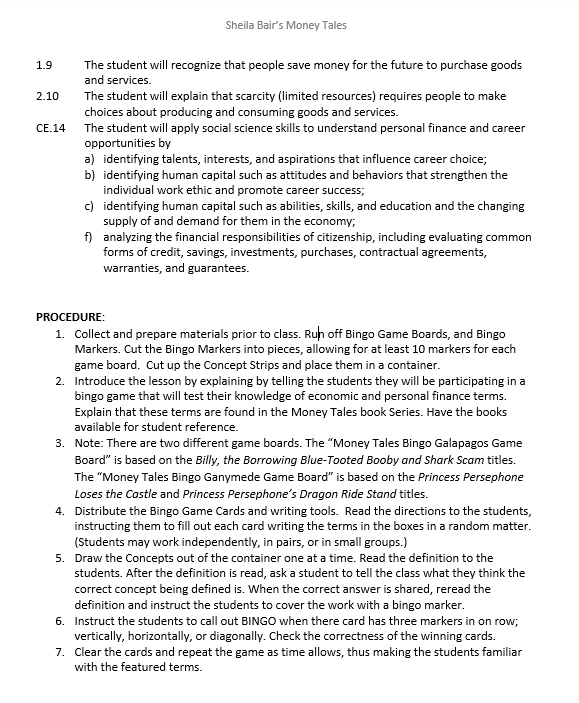 Sheila Bair's Money Tales
1.9 The student will recognize that people save money for the future to purchase goods
and services.
2.10 The student will explain that scarcity (limited resources) requires people to make
choices about producing and consuming goods and services.
CE.14 The student will apply social science skills to understand personal finance and career
opportunities by
a) identifying talents, interests, and aspirations that influence career choice;
b) identifying human capital such as attitudes and behaviors that strengthen the
individual work ethic and promote career success;
c) identifying human capital such as abilities, skills, and education and the changing
supply of and demand for them in the economy;
f) analyzing the financial responsibilities of citizenship, including evaluating common
forms of credit, savings, investments, purchases, contractual agreements,
warranties, and guarantees.
PROCEDURE:
1. Collect and prepare materials prior to class. Run off Bingo Game Boards, and Bingo
Markers. Cut the Bingo Markers into pieces, allowing for at least 10 markers for each
game board. Cut up the Concept Strips and place them in a container.
2. Introduce the lesson by explaining by telling the students they will be participating in a
bingo game that will test their knowledge of economic and personal finance terms.
Explain that these terms are found in the Money Tales book Series. Have the books
available for student reference.
3. Note: There are two different game boards. The "Money Tales Bingo Galapagos Game
Board" is based on the Billy, the Borrowing Blue-Tooted Booby and Shark Scam titles.
The "Money Tales Bingo Ganymede Game Board" is based on the Princess Persephone
Loses the Castle and Princess Persephone's Dragon Ride Stand titles.
4. Distribute the Bingo Game Cards and writing tools. Read the directions to the students,
instructing them to fill out each card writing the terms in the boxes in a random matter.
(Students may work independently, in pairs, or in small groups.)
5. Draw the Concepts out of the container one at a time. Read the definition to the
students. After the definition is read, ask a student to tell the class what they think the
correct concept being defined is. When the correct answer is shared, reread the
definition and instruct the students to cover the work with a bingo marker.
6. Instruct the students to call out BINGO when there card has three markers in on row;
vertically, horizontally, or diagonally. Check the correctness of the winning cards.
7. Clear the cards and repeat the game as time allows, thus making the students familiar
with the featured terms.